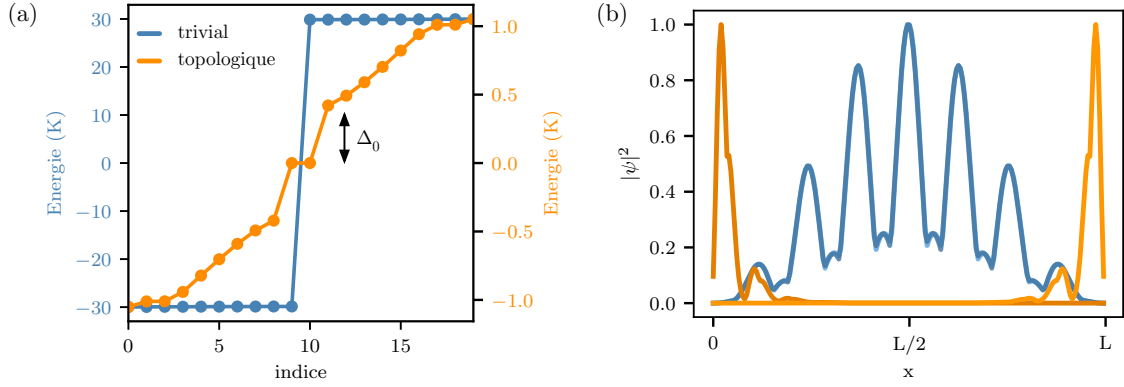 (a)
trivial
topologique
Δ₀
30
20
10
0
−10
−20
−30
Energie (K)
1.0
0.5
0.0
−0.5
−1.0
Energie (K)
0
5
10
15
indice
(b)
1.0
0.8
0.6
0.4
0.2
0.0
|ψ|²
0
L/2
L
x